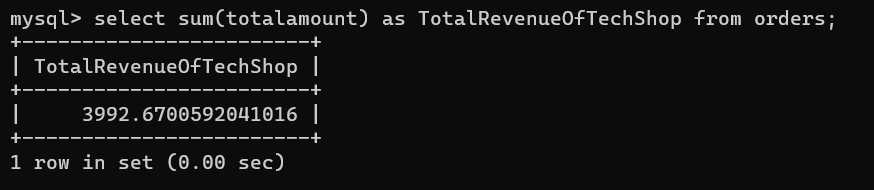 mysql> select sum(totalamount) as TotalRevenueOfTechShop from orders;
+------------------------+
| TotalRevenueOfTechShop |
+------------------------+
|     3992.6700592041016 |
+------------------------+
1 row in set (0.00 sec)